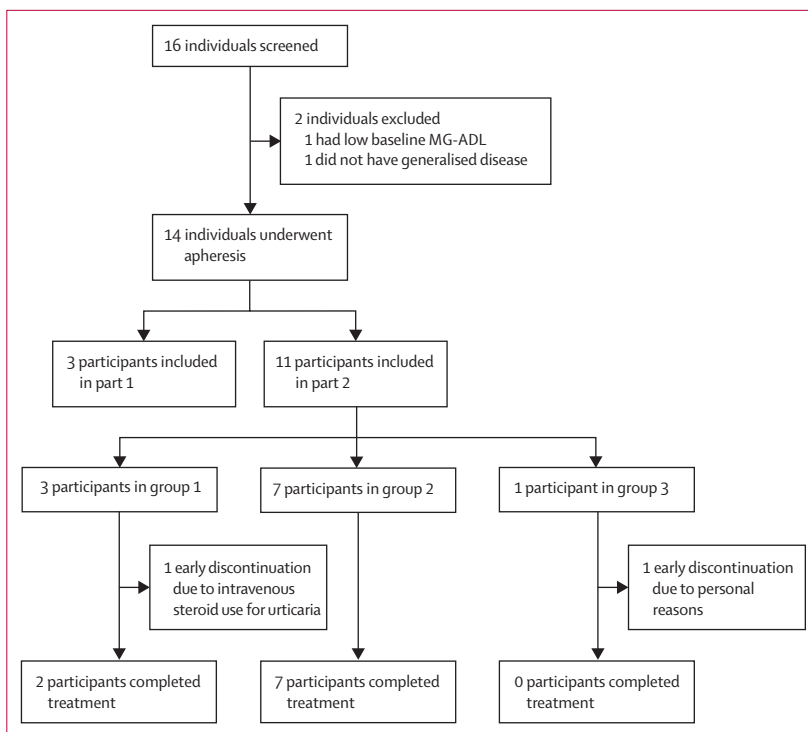 16 individuals screened
2 individuals excluded
1 had low baseline MG-ADL
1 did not have generalised disease
14 individuals underwent
apheresis
3 participants included
in part 1
11 participants included
in part 2
3 participants in group 1
7 participants in group 2
1 participant in group 3
1 early discontinuation
due to intravenous
steroid use for urticaria
1 early discontinuation
due to personal
reasons
2 participants completed
treatment
7 participants completed
treatment
0 participants completed
treatment